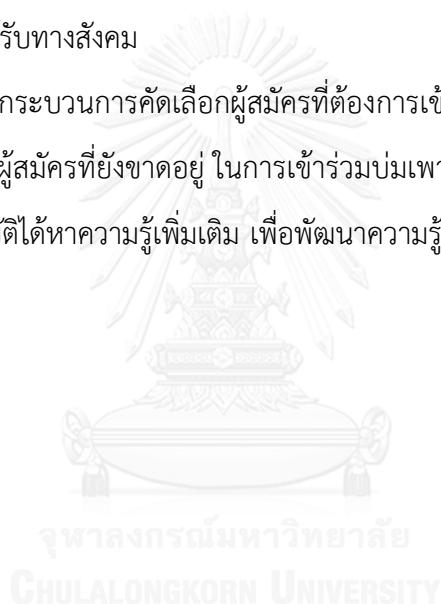 รับทางสังคม
กระบวนการคัดเลือกผู้สมัครที่ต้องการเข้
ผู้สมัครที่ยังขาดอยู่ ในการเข้าร่วมบ่มเพา
ัติได้หาความรู้เพิ่มเติม เพื่อพัฒนาความรู้
จุฬาลงกรณ์มหาวิทยาลัย
CHULALONGKORN UNIVERSITY